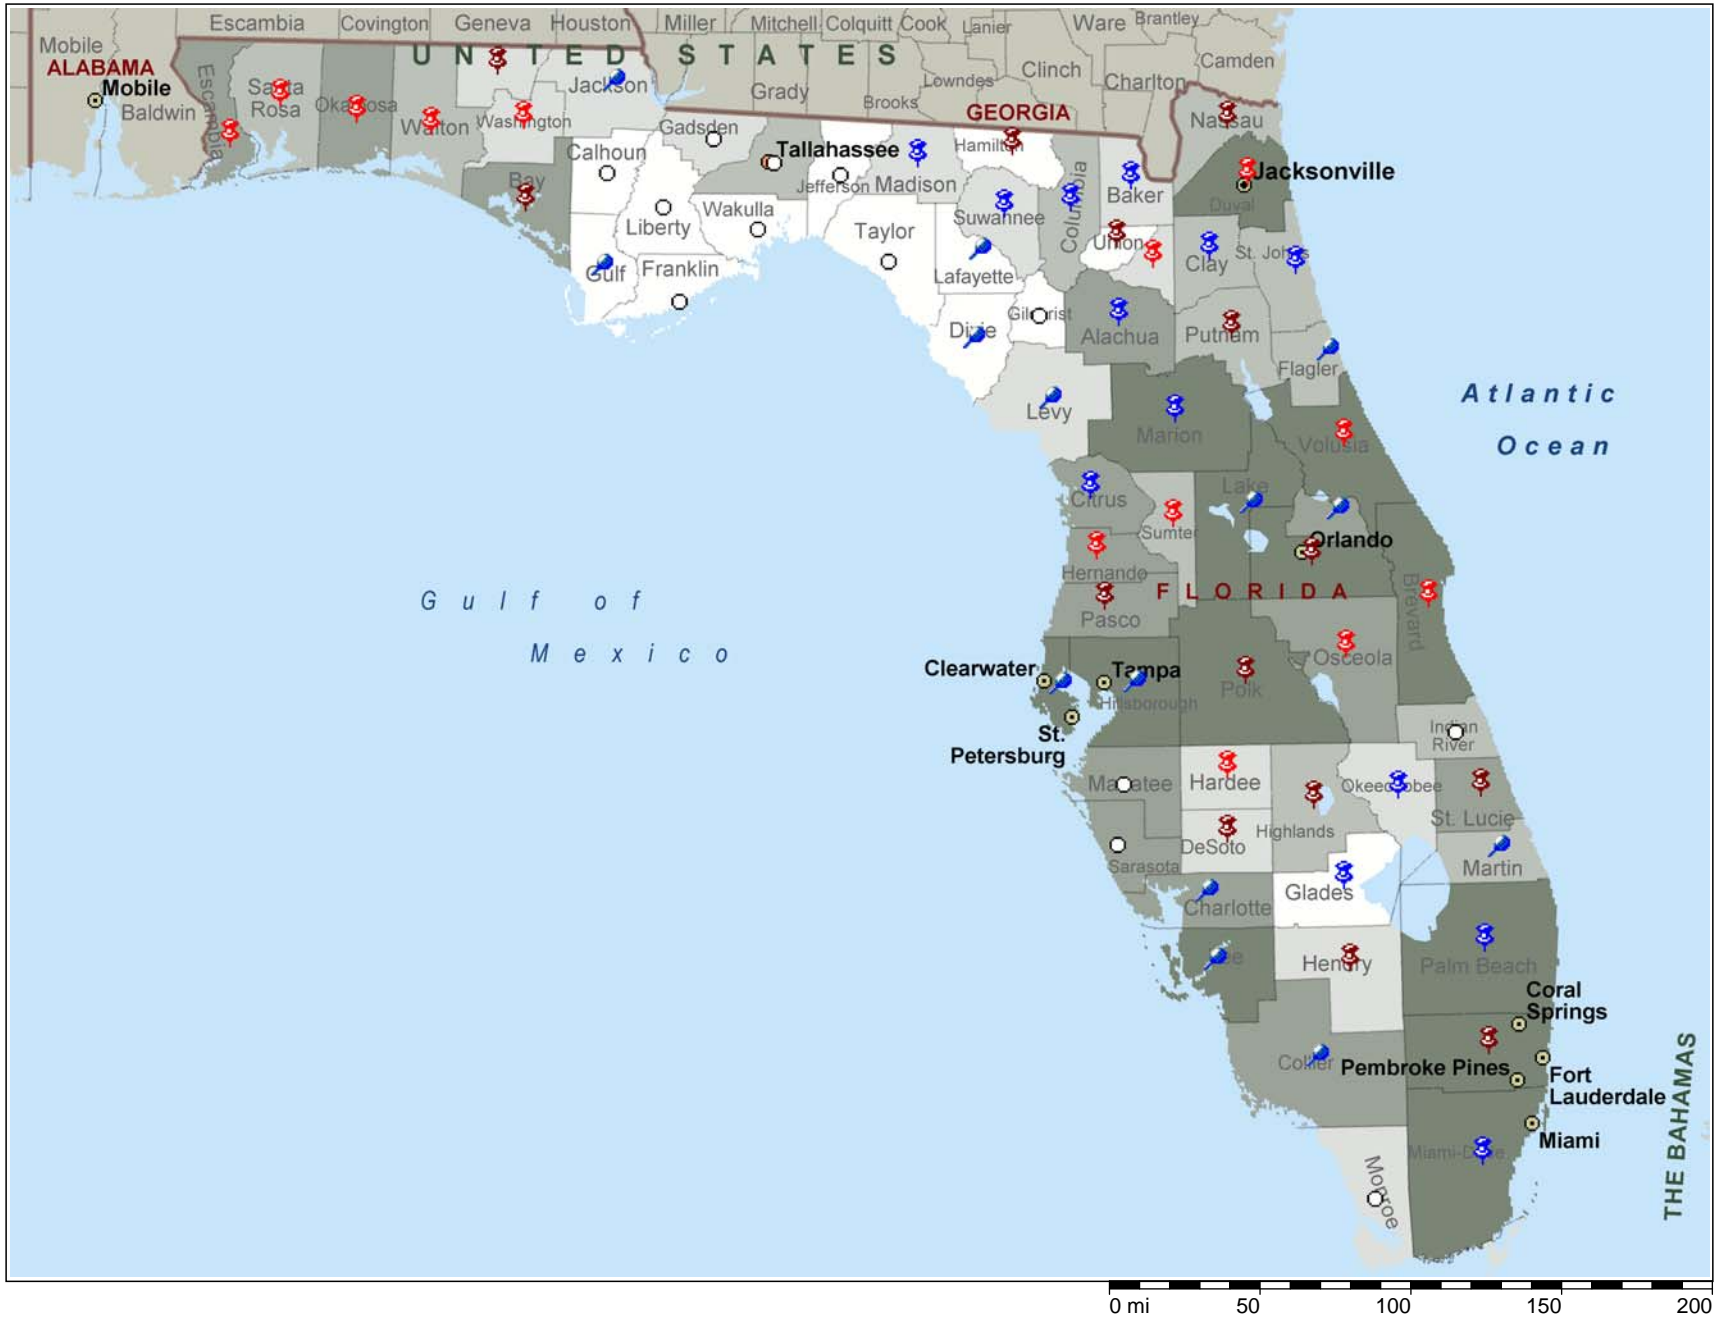 Escambia
Covington
Geneva
Houston
Miller
Mitchell
Colquitt
Cook
Lanier
Ware
Brantley
Mobile
ALABAMA
Mobile
Baldwin
UNITED STATES
Grady
Brooks
Lowndes
Clinch
Charlton
Camden
GEORGIA
Escambia
Santa
Rosa
Okaloosa
Walton
Washington
Jackson
Bay
Calhoun
Gulf
Liberty
Franklin
Gadsden
Tallahassee
Wakulla
Jefferson
Madison
Taylor
Hamilton
Suwannee
Lafayette
Columbia
Baker
Nassau
Jacksonville
Duval
Union
Clay
St. Johns
Dixie
Gilchrist
Alachua
Putnam
Flagler
Levy
Marion
Volusia
Atlantic
Ocean
Citrus
Lake
Sumter
Orlando
Hernando
FLORIDA
Pasco
Brevard
Gulf of
Mexico
Clearwater
Tampa
Hillsborough
Polk
Osceola
St.
Petersburg
Indian
River
Manatee
Hardee
Okeechobee
St. Lucie
Highlands
DeSoto
Sarasota
Martin
Glades
Charlotte
Lee
Hendry
Palm Beach
Coral
Springs
Collier
Pembroke Pines
Fort
Lauderdale
Miami
Miami-Dade
Monroe
THE BAHAMAS
0 mi 50 100 150 200